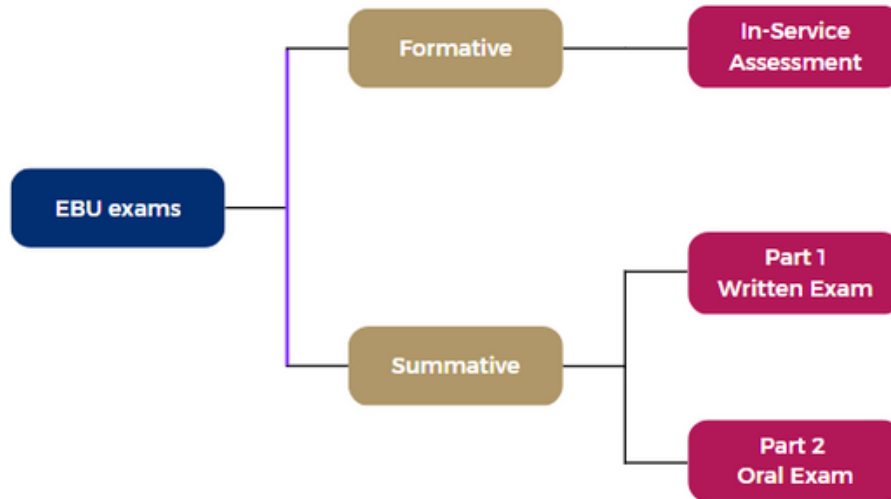 Formative
In-Service
Assessment
EBU exams
Part 1
Written Exam
Summative
Part 2
Oral Exam